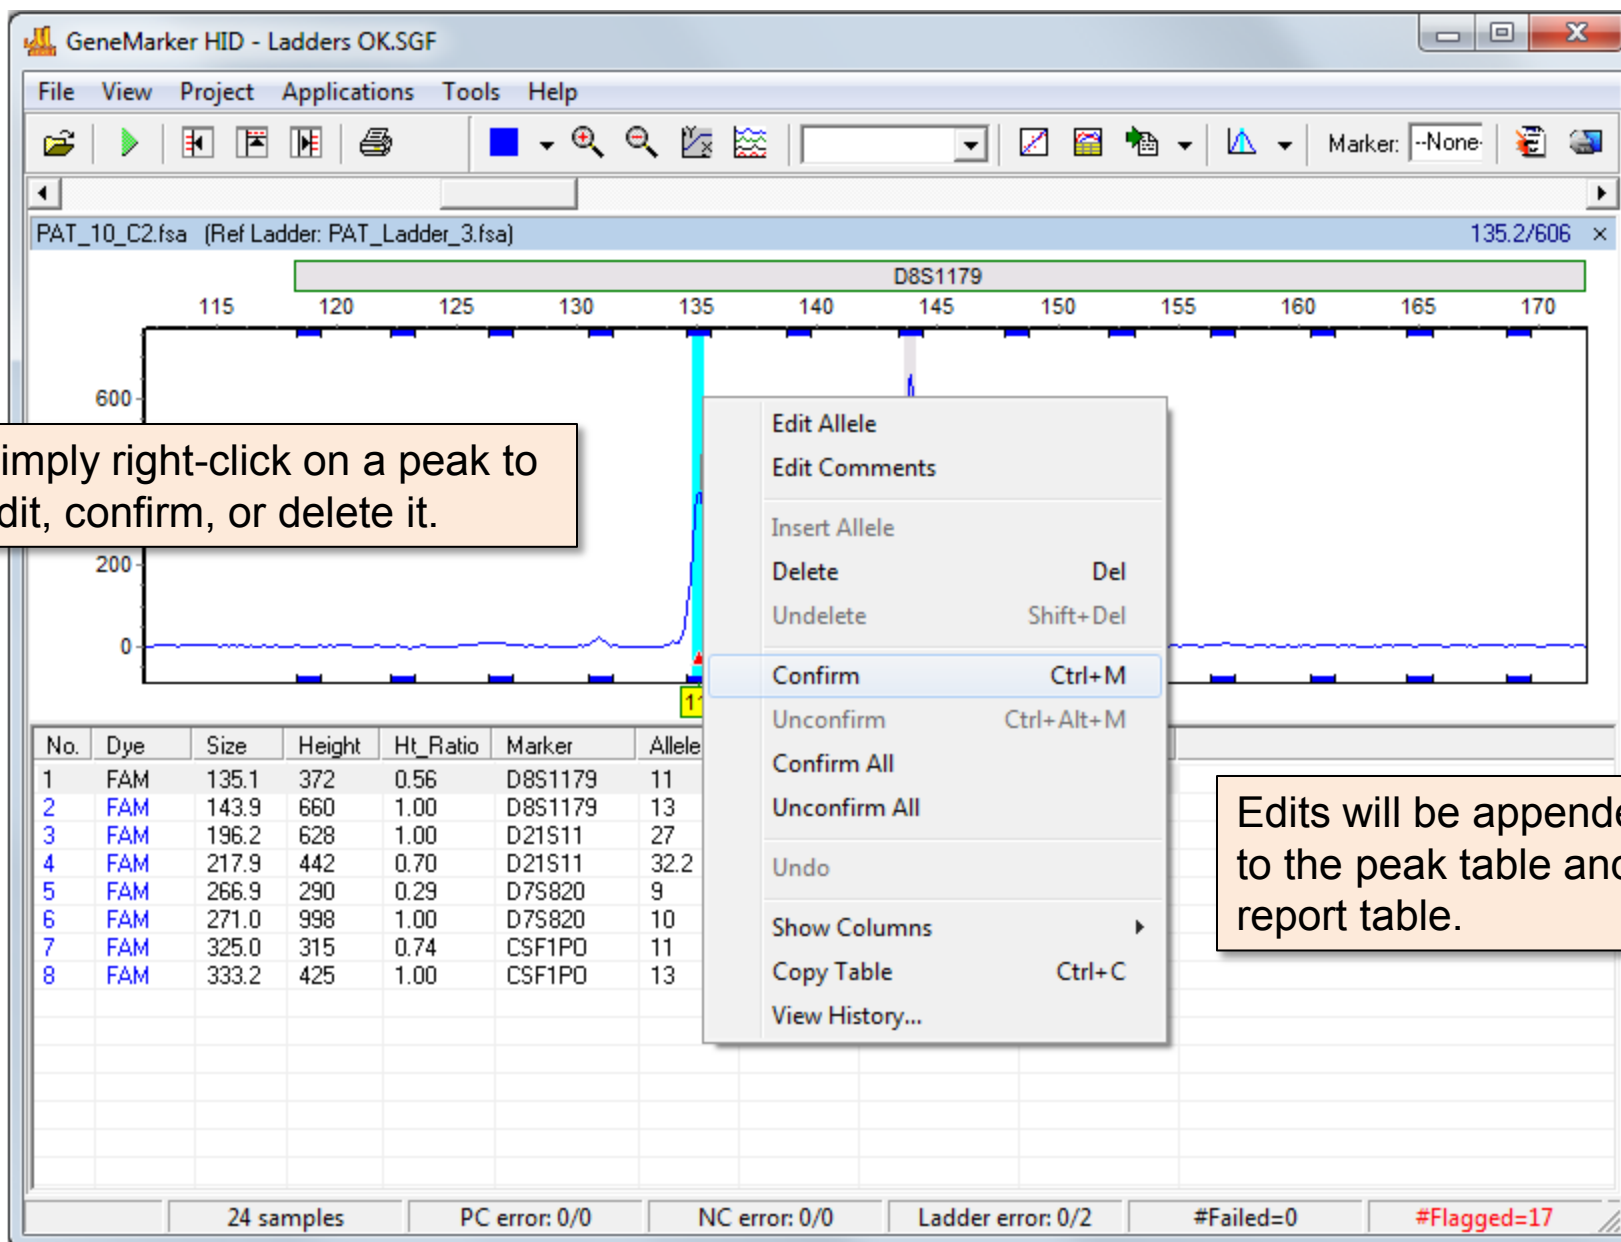 GeneMarker HID - Ladders OK.SGF
File View Project Applications Tools Help
Marker: --None-
PAT_10_C2.fsa (Ref Ladder: PAT_Ladder_3.fsa) 135.2/606 ×
D8S1179
115 120 125 130 135 140 145 150 155 160 165 170
600
imply right-click on a peak to
dit, confirm, or delete it.
200
0
11
Edit Allele
Edit Comments
Insert Allele
Delete Del
Undelete Shift+Del
Confirm Ctrl+M
Unconfirm Ctrl+Alt+M
Confirm All
Unconfirm All
Undo
Show Columns
Copy Table Ctrl+C
View History...
No. Dye Size Height Ht_Ratio Marker Allele
1 FAM 135.1 372 0.56 D8S1179 11
2 FAM 143.9 660 1.00 D8S1179 13
3 FAM 196.2 628 1.00 D21S11 27
4 FAM 217.9 442 0.70 D21S11 32.2
5 FAM 266.9 290 0.29 D7S820 9
6 FAM 271.0 998 1.00 D7S820 10
7 FAM 325.0 315 0.74 CSF1PO 11
8 FAM 333.2 425 1.00 CSF1PO 13
Edits will be appende
to the peak table and
report table.
24 samples PC error: 0/0 NC error: 0/0 Ladder error: 0/2 #Failed=0 #Flagged=17